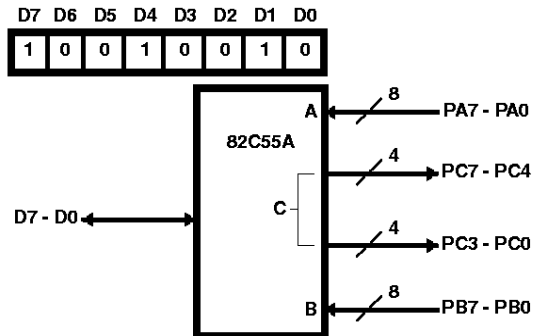 D7 D6 D5 D4 D3 D2 D1 D0
1 0 0 1 0 0 1 0
8
A
PA7 - PA0
82C55A
4
PC7 - PC4
C
D7 - D0
4
PC3 - PC0
8
B
PB7 - PB0